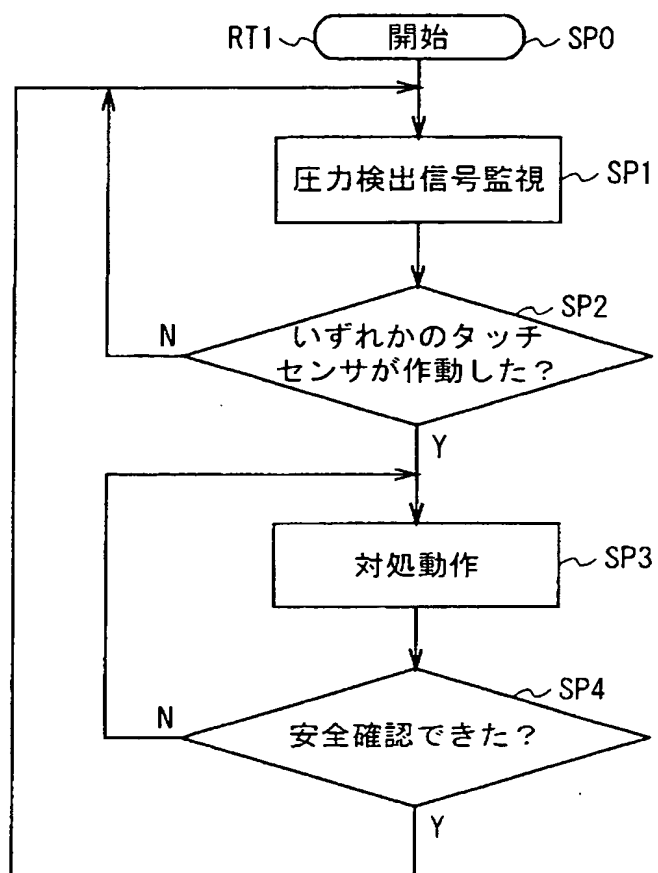 RT1 開始 SP0
圧力検出信号監視 SP1
SP2
いずれかのタッチ
センサが作動した?
N
Y
対処動作 SP3
SP4
安全確認できた?
N
Y